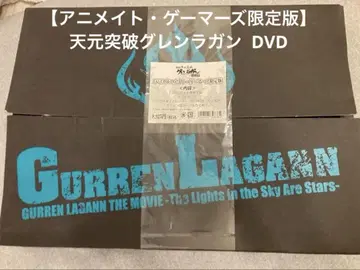 【アニメイト・ゲーマーズ限定版】
天元突破グレンラガン DVD
GURREN LAGANN
GURREN LAGANN THE MOVIE -The Lights in the Sky Are Stars-